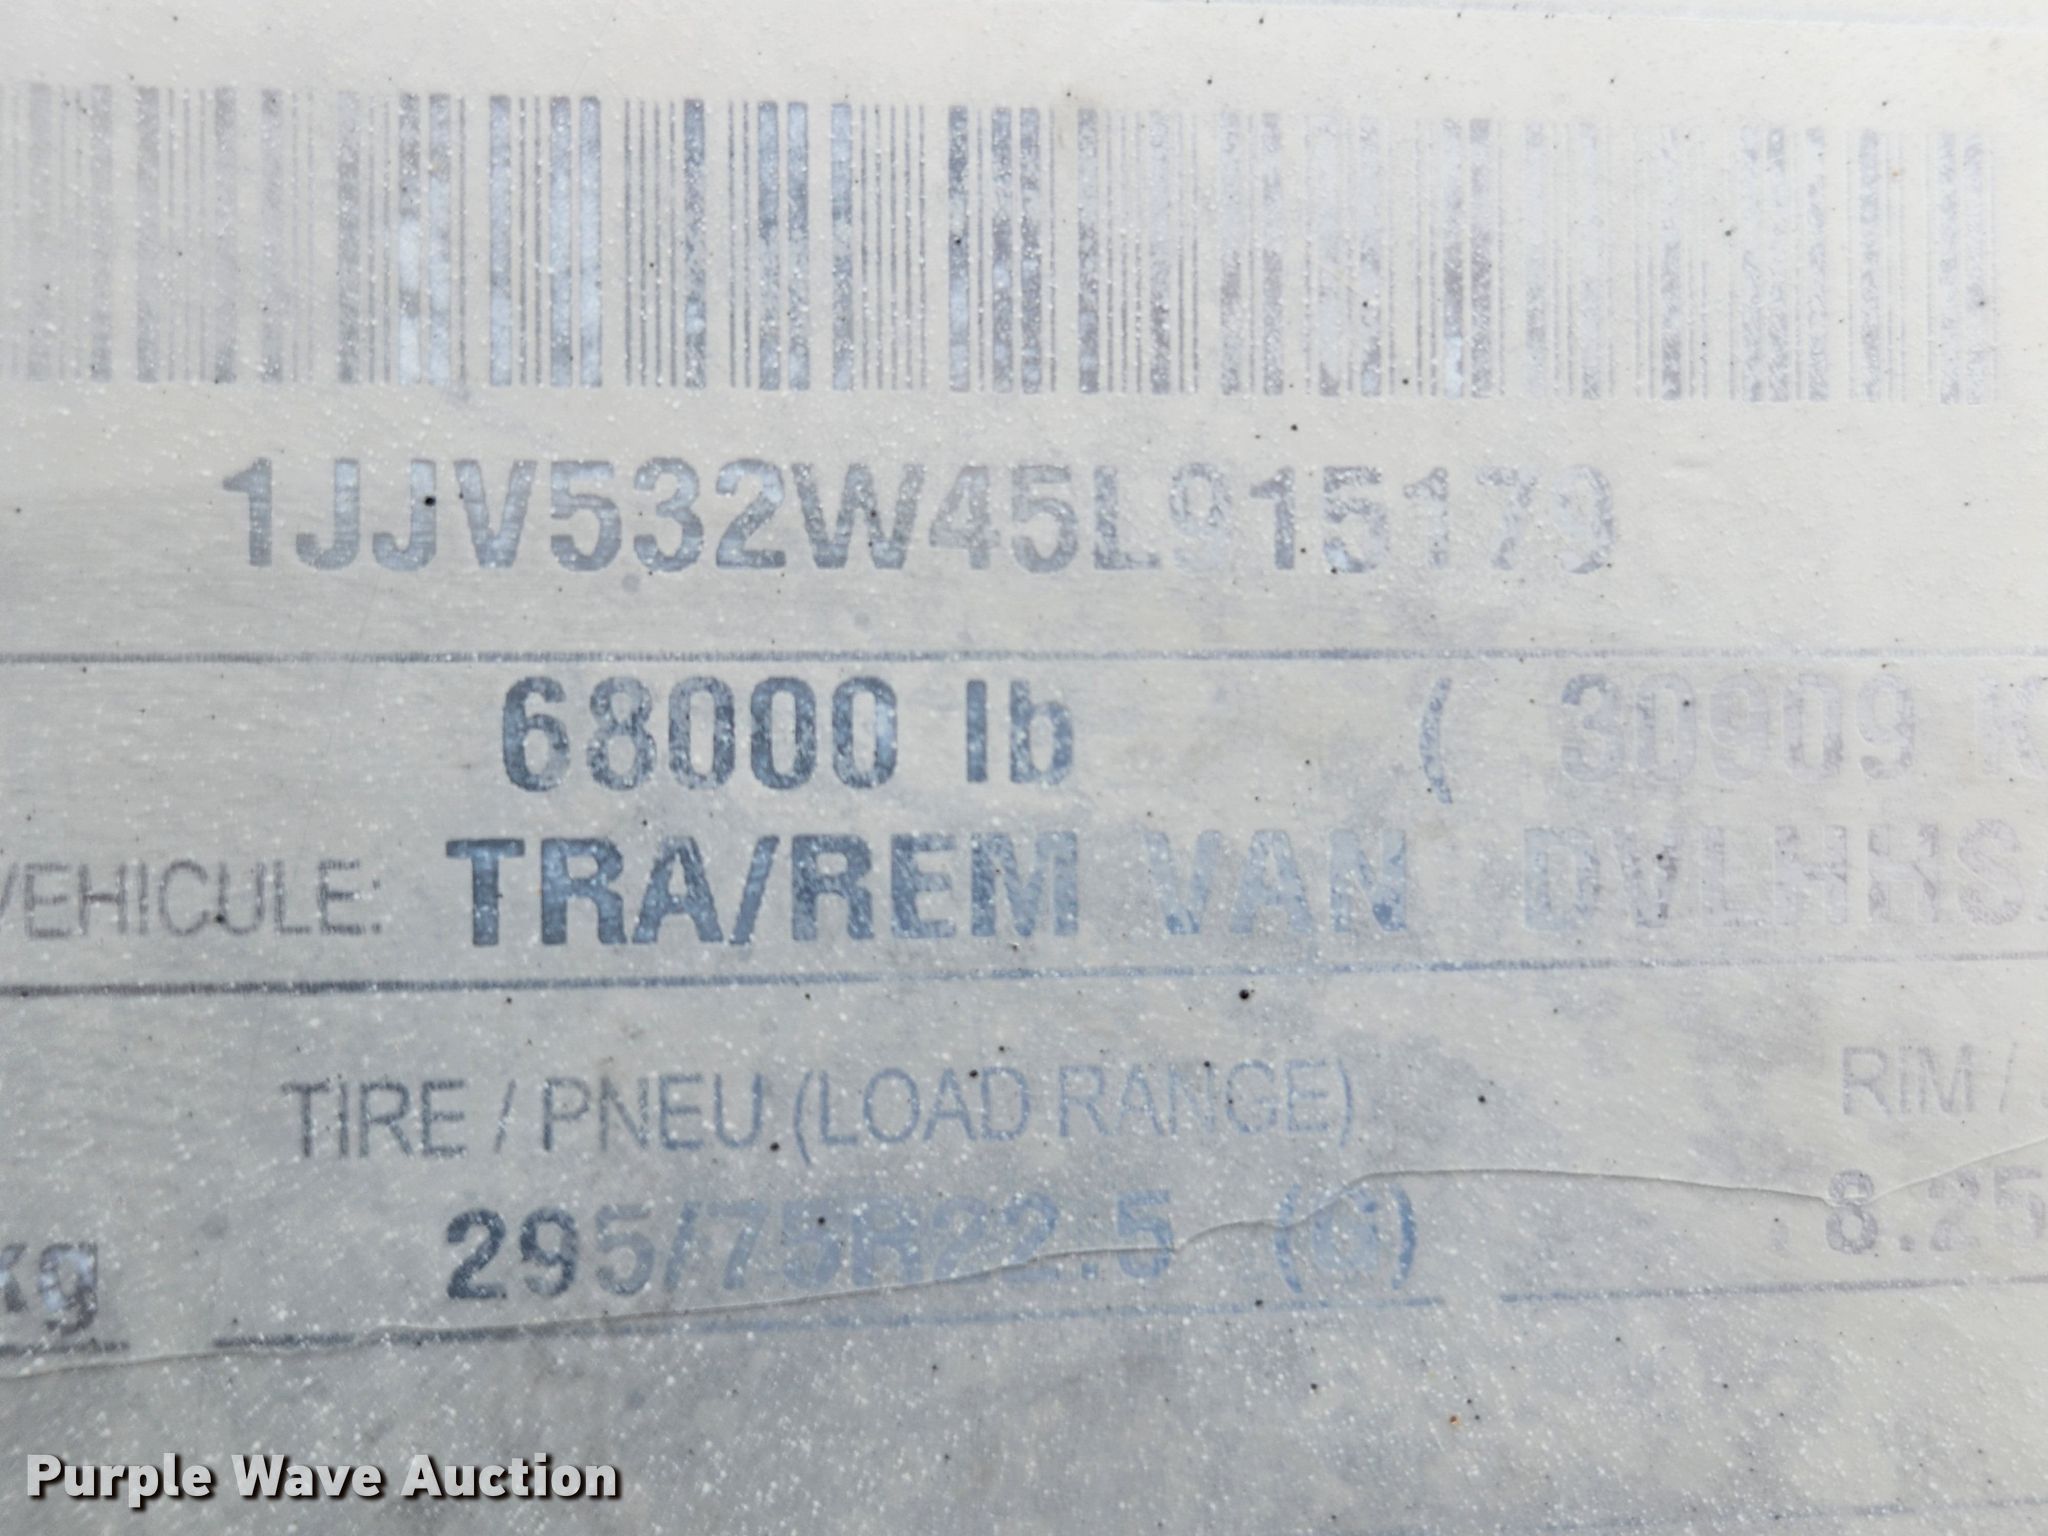 1JJV532W45L915179
68000 lb ( 30909 K
VEHICULE: TRA/REM VAN DVLHHS
TIRE / PNEU (LOAD RANGE) RIM /
kg 295/75R22.5 (G) 8.25
Purple Wave Auction